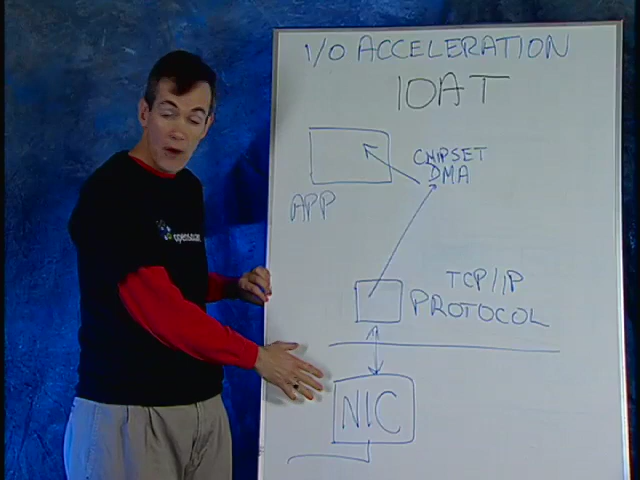 I/O ACCELERATION
IOAT
CHIPSET
DMA
APP
TCP/IP
PROTOCOL
NIC